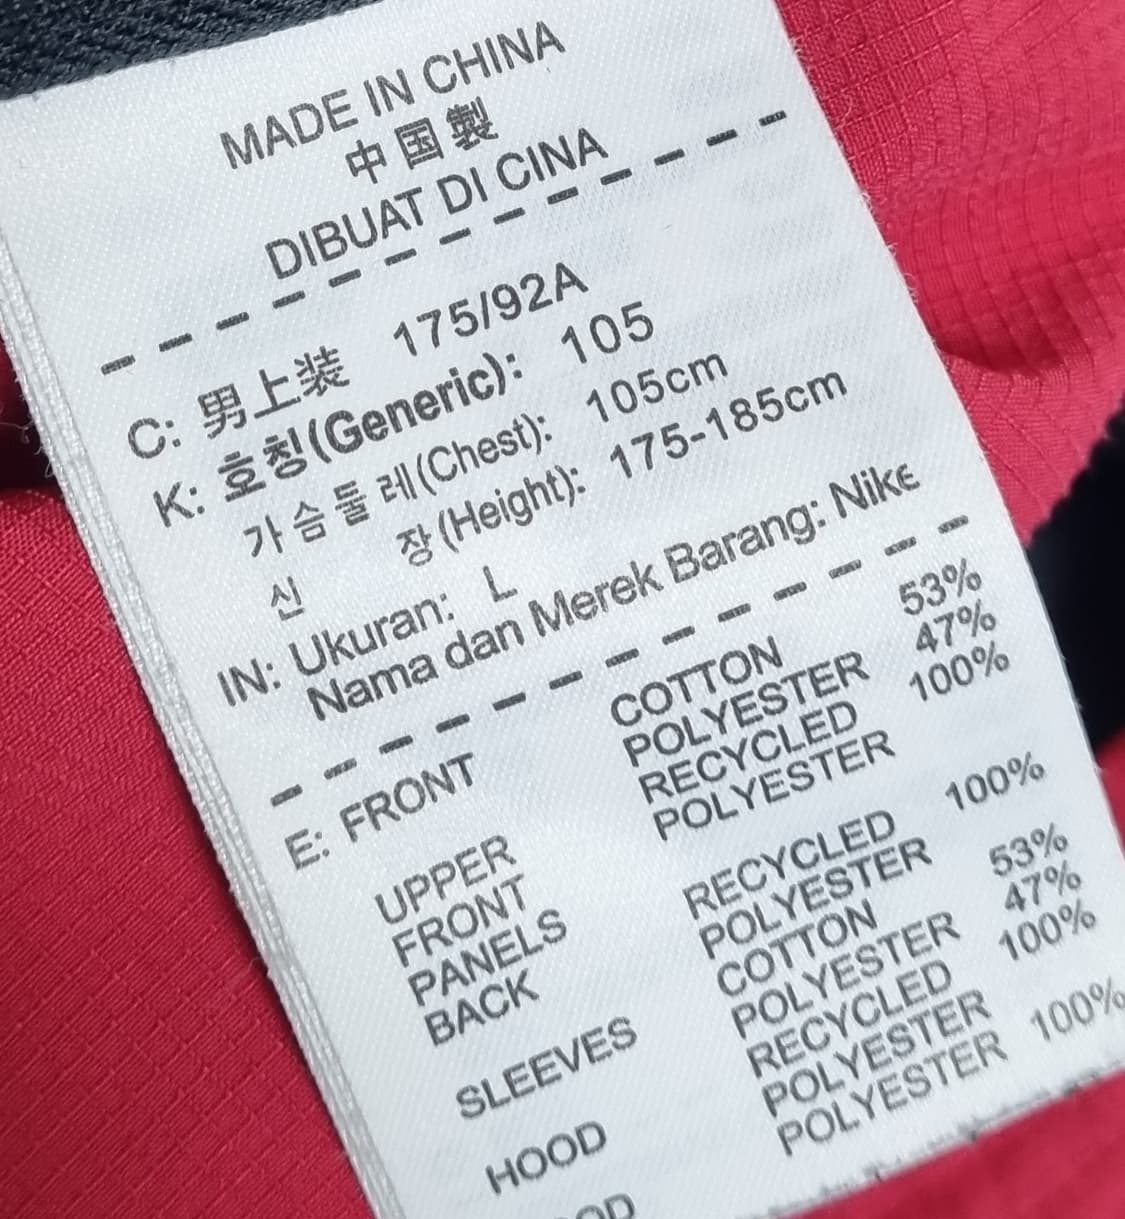 MADE IN CHINA
中国製
DIBUAT DI CINA
C: 男上装 175/92A
K: 호칭(Generic): 105
가슴둘레(Chest): 105cm
신 장(Height): 175-185cm
IN: Ukuran: L
Nama dan Merek Barang: Nike
E: FRONT COTTON 53%
POLYESTER 47%
UPPER RECYCLED 100%
FRONT POLYESTER
PANELS
BACK RECYCLED 100%
POLYESTER
SLEEVES COTTON 53%
POLYESTER 47%
HOOD RECYCLED 100%
POLYESTER
POLYESTER 100%